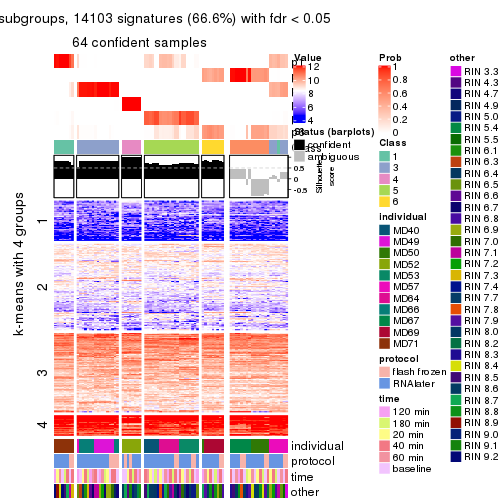 subgroups, 14103 signatures (66.6%) with fdr < 0.05
64 confident samples
k-means with 4 groups
1
2
3
4
individual
protocol
time
other
Value
12
10
8
6
4
Status (barplots)
confident
ambiguous
0.5
0
-0.5
Silhouette
score
Prob
1
0.8
0.6
0.4
0.2
0
Class
1
3
4
5
6
individual
MD40
MD49
MD50
MD52
MD53
MD57
MD64
MD66
MD67
MD69
MD71
protocol
flash frozen
RNAlater
time
120 min
180 min
20 min
40 min
60 min
baseline
other
RIN 3.3
RIN 4.3
RIN 4.7
RIN 4.9
RIN 5.0
RIN 5.4
RIN 5.5
RIN 6.1
RIN 6.3
RIN 6.4
RIN 6.5
RIN 6.6
RIN 6.7
RIN 6.8
RIN 6.9
RIN 7.0
RIN 7.1
RIN 7.2
RIN 7.3
RIN 7.4
RIN 7.7
RIN 7.8
RIN 7.9
RIN 8.0
RIN 8.2
RIN 8.3
RIN 8.4
RIN 8.5
RIN 8.6
RIN 8.7
RIN 8.8
RIN 8.9
RIN 9.0
RIN 9.1
RIN 9.2